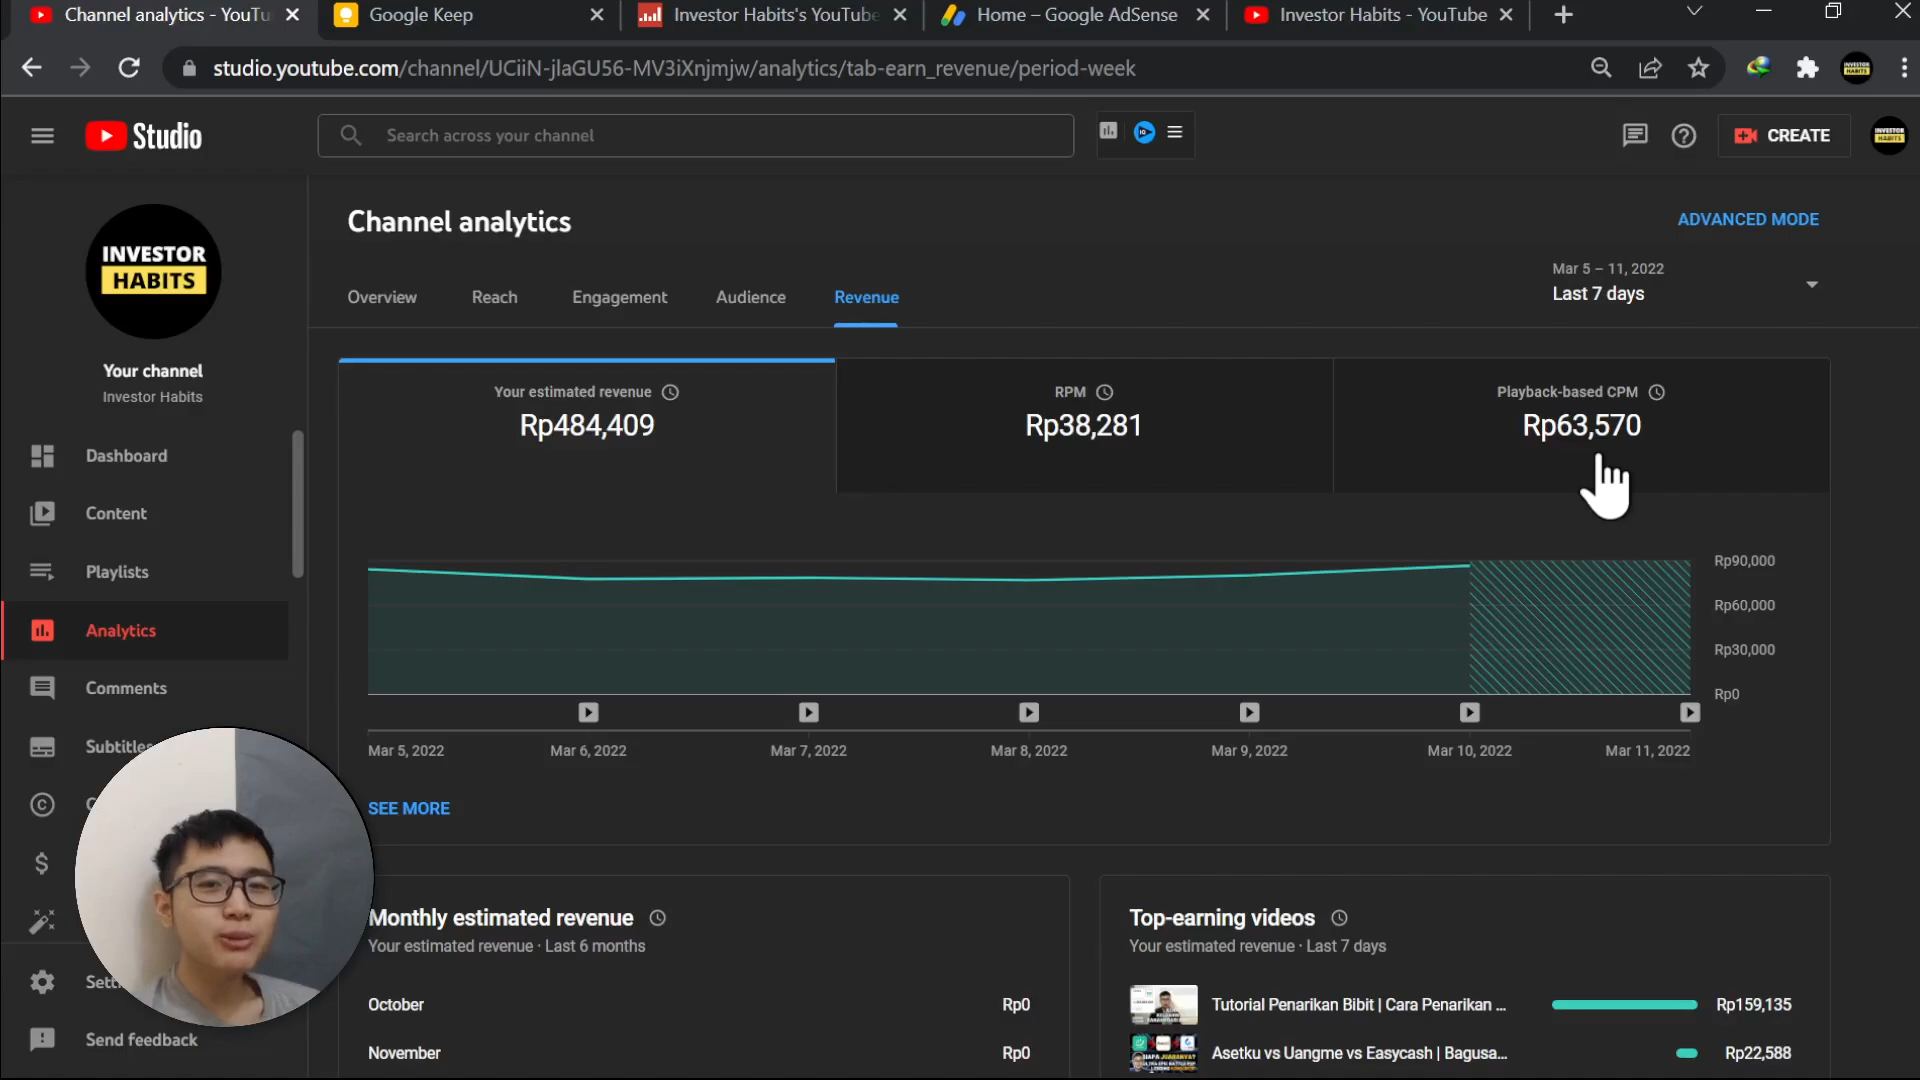 Channel analytics - YouTu
Google Keep
Investor Habits's YouTube
Home – Google AdSense
Investor Habits - YouTube
studio.youtube.com/channel/UCiiN-jlaGU56-MV3iXnjmjw/analytics/tab-earn_revenue/period-week
Studio
Search across your channel
CREATE
INVESTOR
HABITS
INVESTOR
HABITS
INVESTOR
HABITS
Your channel
Investor Habits
Dashboard
Content
Playlists
Analytics
Comments
Subtitles
Send feedback
Channel analytics
ADVANCED MODE
Overview
Reach
Engagement
Audience
Revenue
Mar 5 – 11, 2022
Last 7 days
Your estimated revenue
Rp484,409
RPM
Rp38,281
Playback-based CPM
Rp63,570
Rp90,000
Rp60,000
Rp30,000
Rp0
Mar 5, 2022
Mar 6, 2022
Mar 7, 2022
Mar 8, 2022
Mar 9, 2022
Mar 10, 2022
Mar 11, 2022
SEE MORE
Monthly estimated revenue
Your estimated revenue · Last 6 months
October
Rp0
November
Rp0
Top-earning videos
Your estimated revenue · Last 7 days
Tutorial Penarikan Bibit | Cara Penarikan ...
Rp159,135
Asetku vs Uangme vs Easycash | Bagusa...
Rp22,588